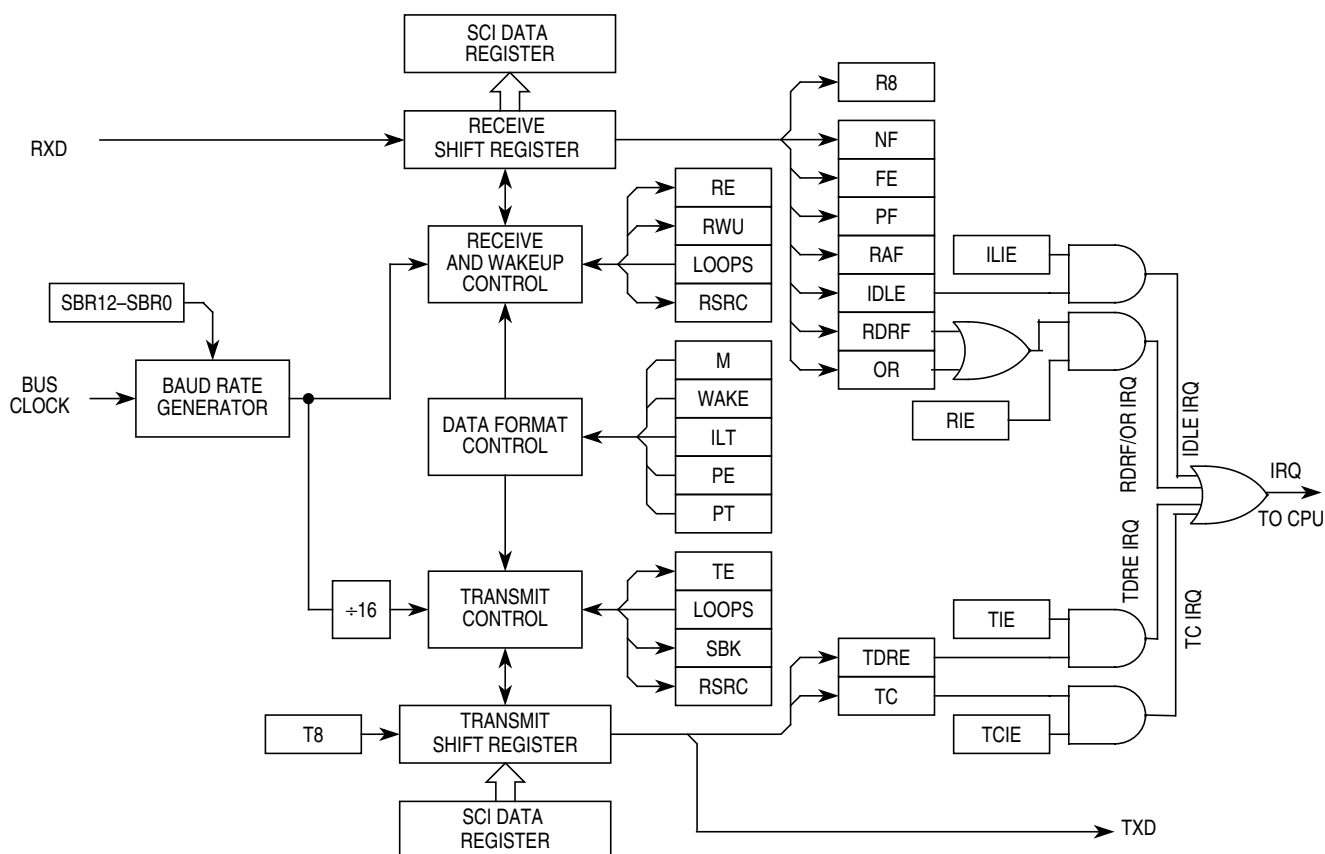 SCI DATA
REGISTER
RECEIVE
SHIFT REGISTER
RXD
R8
NF
FE
PF
RAF
IDLE
RDRF
OR
RE
RWU
LOOPS
RSRC
RECEIVE
AND WAKEUP
CONTROL
ILIE
RIE
SBR12–SBR0
BUS
CLOCK
BAUD RATE
GENERATOR
DATA FORMAT
CONTROL
M
WAKE
ILT
PE
PT
RDRF/OR IRQ
IDLE IRQ
TDRE IRQ
TC IRQ
IRQ
TO CPU
÷16
TRANSMIT
CONTROL
TE
LOOPS
SBK
RSRC
TIE
TDRE
TC
TCIE
T8
TRANSMIT
SHIFT REGISTER
SCI DATA
REGISTER
TXD